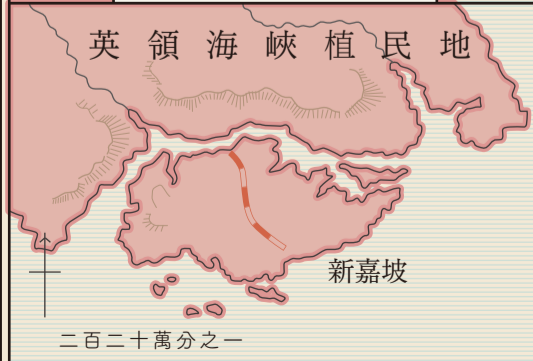 英領海峽植民地
新嘉坡
二百二十萬分之一